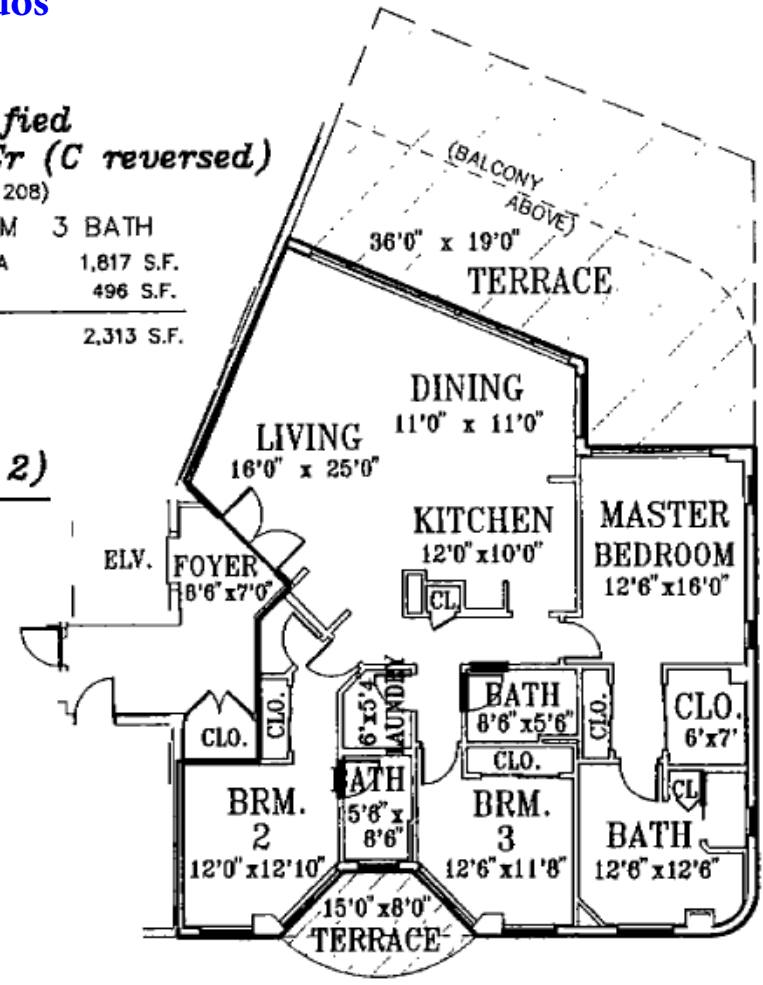 dos
fied
Cr (C reversed)
208)
M 3 BATH
A 1,817 S.F.
496 S.F.
2,313 S.F.
2)
(BALCONY
ABOVE)
36'0" x 19'0"
TERRACE
DINING
11'0" x 11'0"
LIVING
16'0" x 25'0"
KITCHEN
12'0"x10'0"
MASTER
BEDROOM
12'6"x16'0"
ELV.
FOYER
8'6"x7'0"
CL
LAUNDRY
6'x5'4
BATH
8'6"x5'6"
CLO.
CLO.
6'x7'
CLO.
CLO.
CLO.
CL
BRM.
2
12'0"x12'10"
ATH
5'8"x
8'6"
BRM.
3
12'6"x11'8"
BATH
12'6"x12'6"
15'0"x8'0"
TERRACE